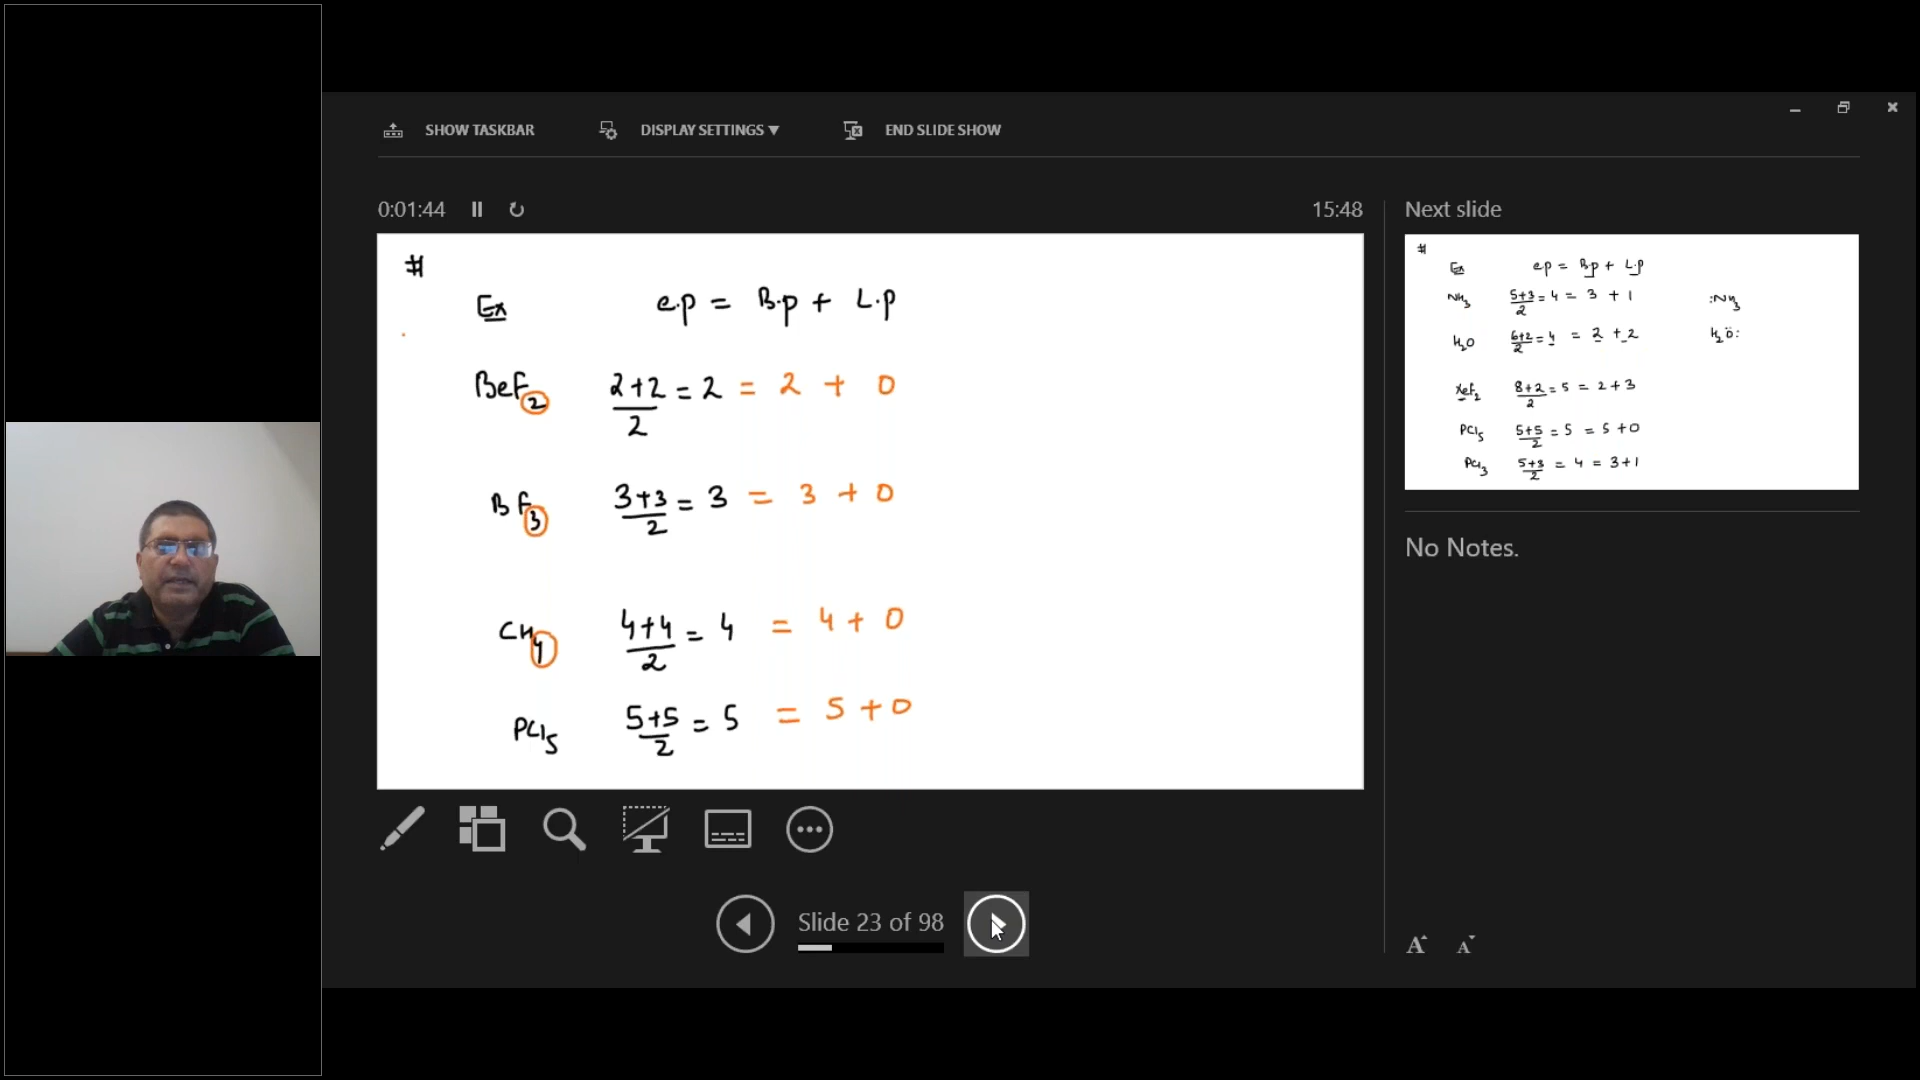 SHOW TASKBAR DISPLAY SETTINGS ▼ END SLIDE SHOW
0:01:44 15:48
#
Ex e.p = B.p + L.p
BeF2 2+2/2 = 2 = 2 + 0
BF3 3+3/2 = 3 = 3 + 0
CH4 4+4/2 = 4 = 4 + 0
PCl5 5+5/2 = 5 = 5 + 0
Slide 23 of 98
Next slide
#
Ex ep = B.p + L.p
NH3 5+3/2 = 4 = 3 + 1 :NH3
H2O 6+2/2 = 4 = 2 + 2 H2Ö:
XeF2 8+2/2 = 5 = 2 + 3
PCl5 5+5/2 = 5 = 5 + 0
PCl3 5+3/2 = 4 = 3 + 1
No Notes.
A A